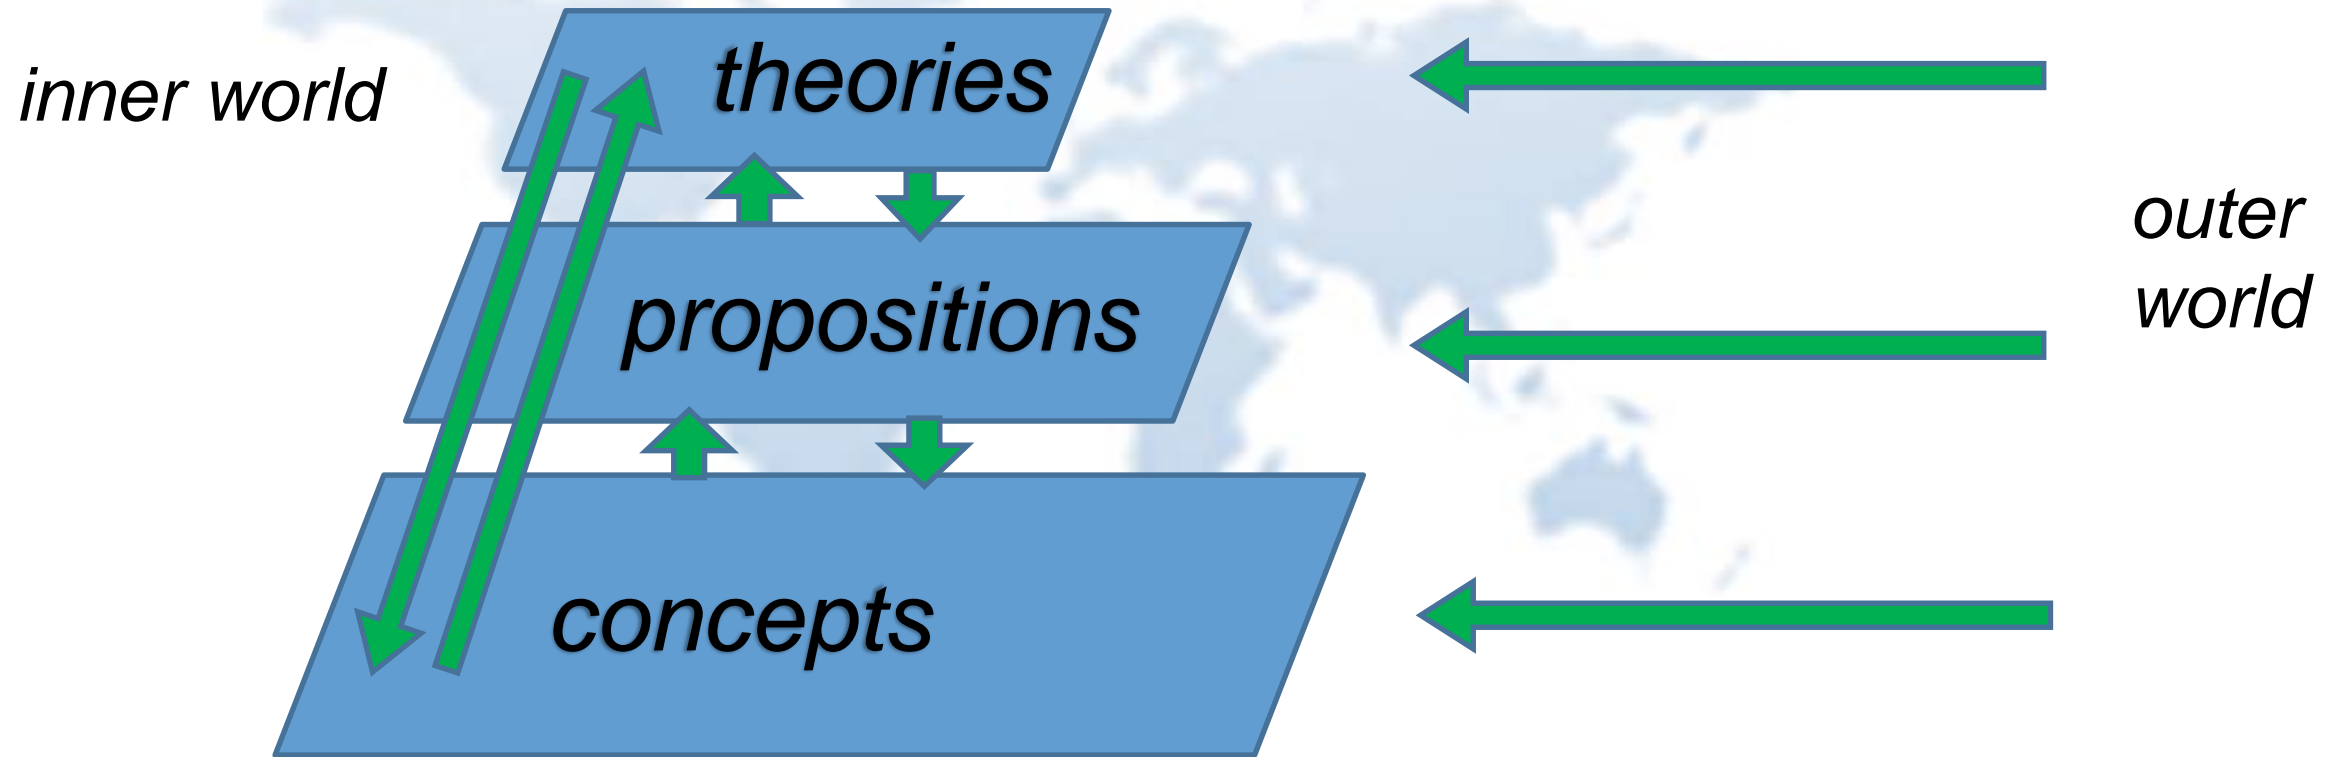 theories
inner world
outer
world
propositions
concepts